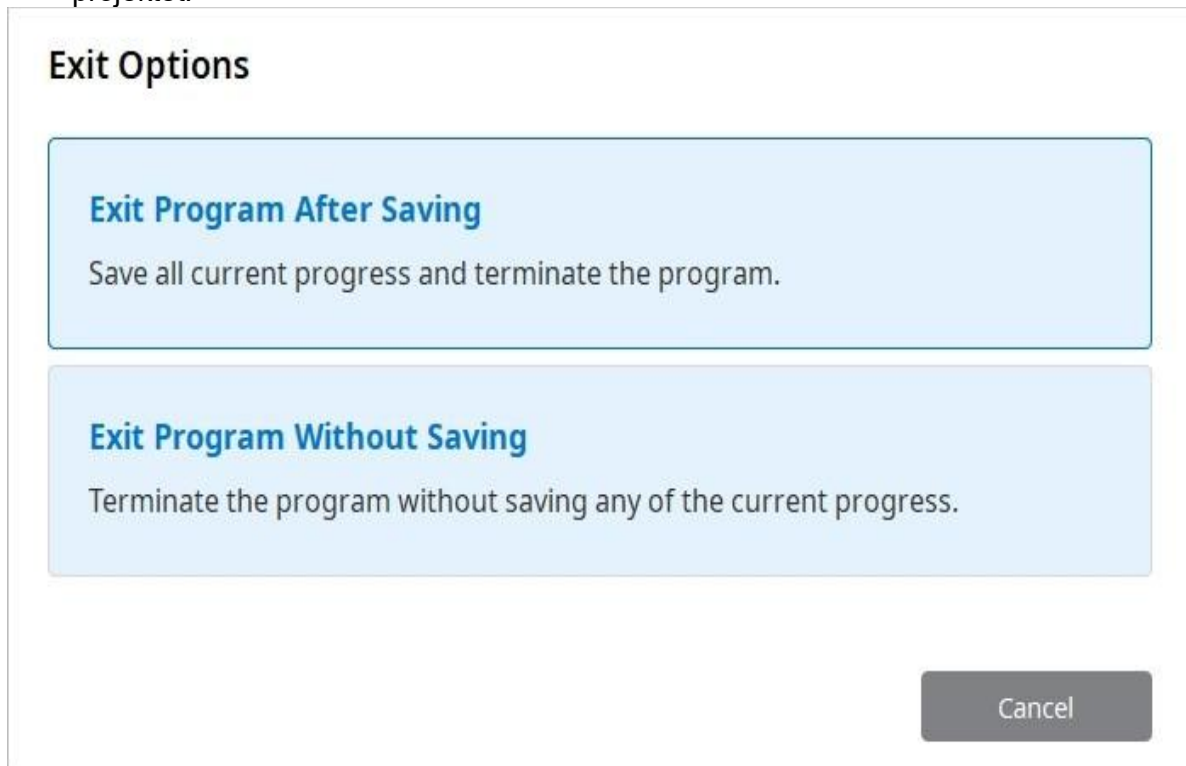 Exit Options
Exit Program After Saving
Save all current progress and terminate the program.
Exit Program Without Saving
Terminate the program without saving any of the current progress.
Cancel